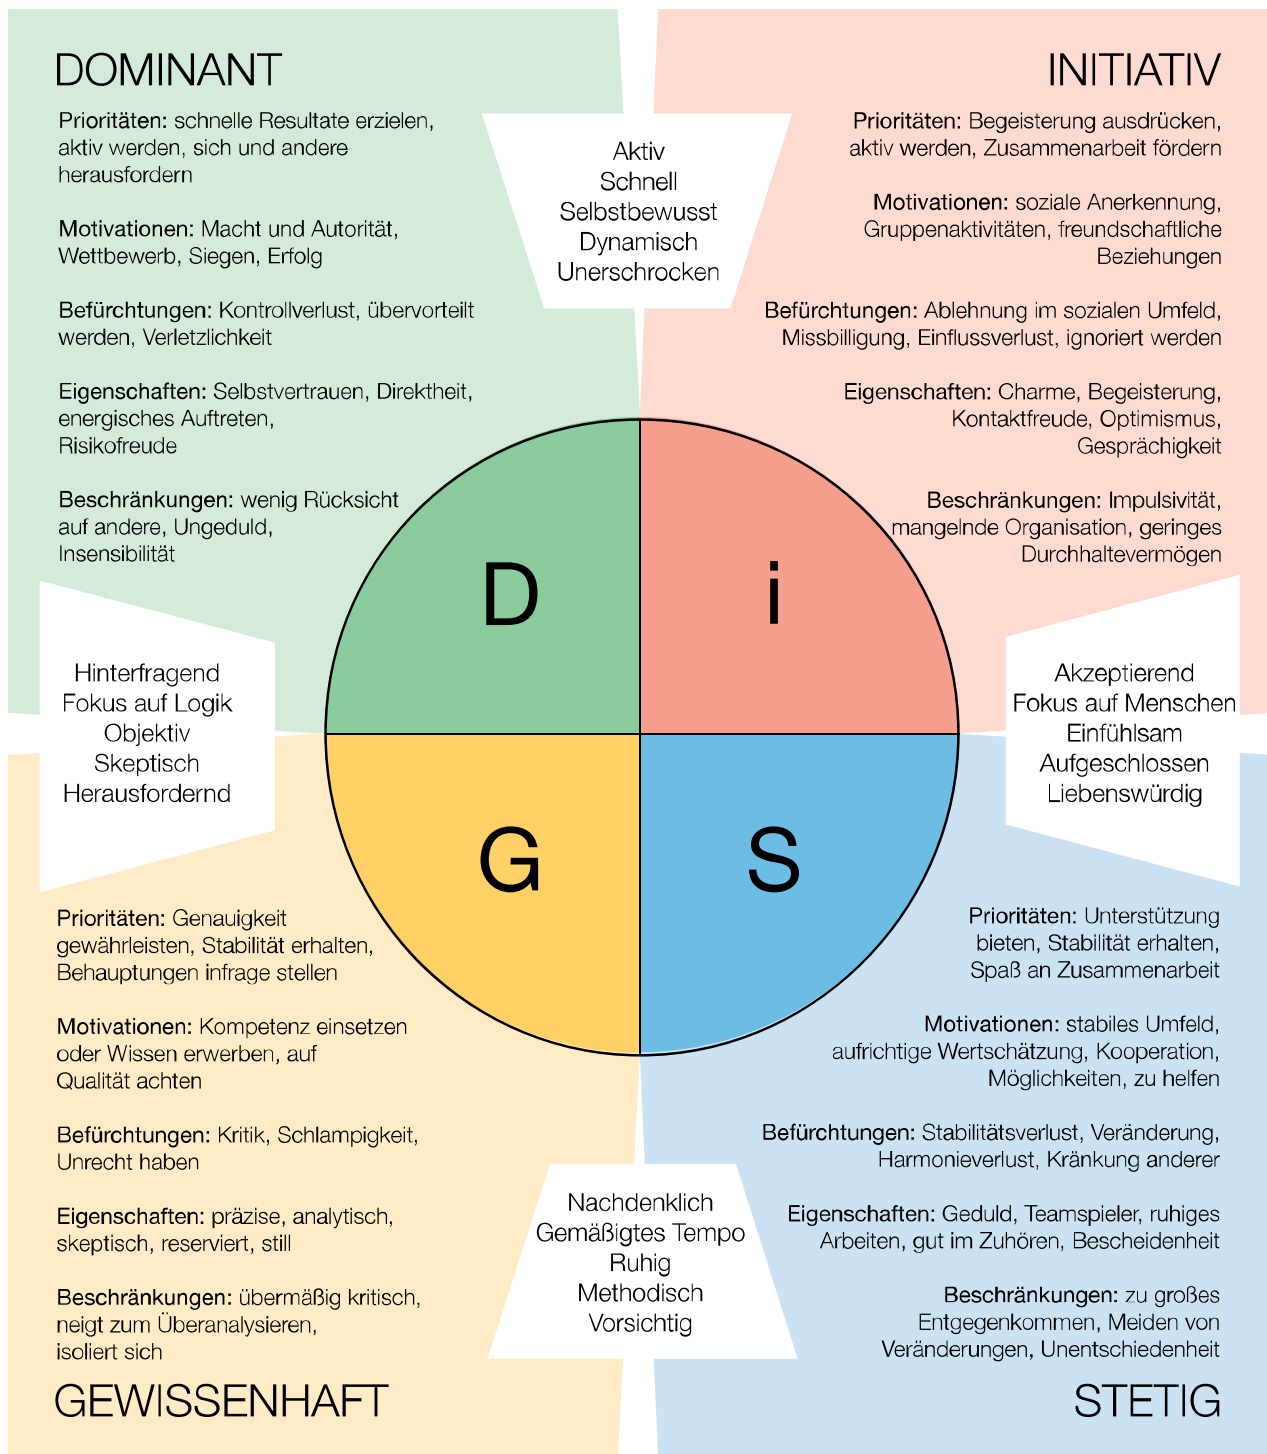 DOMINANT
Prioritäten: schnelle Resultate erzielen,
aktiv werden, sich und andere
herausfordern
Motivationen: Macht und Autorität,
Wettbewerb, Siegen, Erfolg
Befürchtungen: Kontrollverlust, übervorteilt
werden, Verletzlichkeit
Eigenschaften: Selbstvertrauen, Direktheit,
energisches Auftreten,
Risikofreude
Beschränkungen: wenig Rücksicht
auf andere, Ungeduld,
Insensibilität
Aktiv
Schnell
Selbstbewusst
Dynamisch
Unerschrocken
INITIATIV
Prioritäten: Begeisterung ausdrücken,
aktiv werden, Zusammenarbeit fördern
Motivationen: soziale Anerkennung,
Gruppenaktivitäten, freundschaftliche
Beziehungen
Befürchtungen: Ablehnung im sozialen Umfeld,
Missbilligung, Einflussverlust, ignoriert werden
Eigenschaften: Charme, Begeisterung,
Kontaktfreude, Optimismus,
Gesprächigkeit
Beschränkungen: Impulsivität,
mangelnde Organisation, geringes
Durchhaltevermögen
D
i
Hinterfragend
Fokus auf Logik
Objektiv
Skeptisch
Herausfordernd
Akzeptierend
Fokus auf Menschen
Einfühlsam
Aufgeschlossen
Liebenswürdig
G
S
Prioritäten: Genauigkeit
gewährleisten, Stabilität erhalten,
Behauptungen infrage stellen
Motivationen: Kompetenz einsetzen
oder Wissen erwerben, auf
Qualität achten
Befürchtungen: Kritik, Schlampigkeit,
Unrecht haben
Eigenschaften: präzise, analytisch,
skeptisch, reserviert, still
Beschränkungen: übermäßig kritisch,
neigt zum Überanalysieren,
isoliert sich
GEWISSENHAFT
Nachdenklich
Gemäßigtes Tempo
Ruhig
Methodisch
Vorsichtig
Prioritäten: Unterstützung
bieten, Stabilität erhalten,
Spaß an Zusammenarbeit
Motivationen: stabiles Umfeld,
aufrichtige Wertschätzung, Kooperation,
Möglichkeiten, zu helfen
Befürchtungen: Stabilitätsverlust, Veränderung,
Harmonieverlust, Kränkung anderer
Eigenschaften: Geduld, Teamspieler, ruhiges
Arbeiten, gut im Zuhören, Bescheidenheit
Beschränkungen: zu großes
Entgegenkommen, Meiden von
Veränderungen, Unentschiedenheit
STETIG